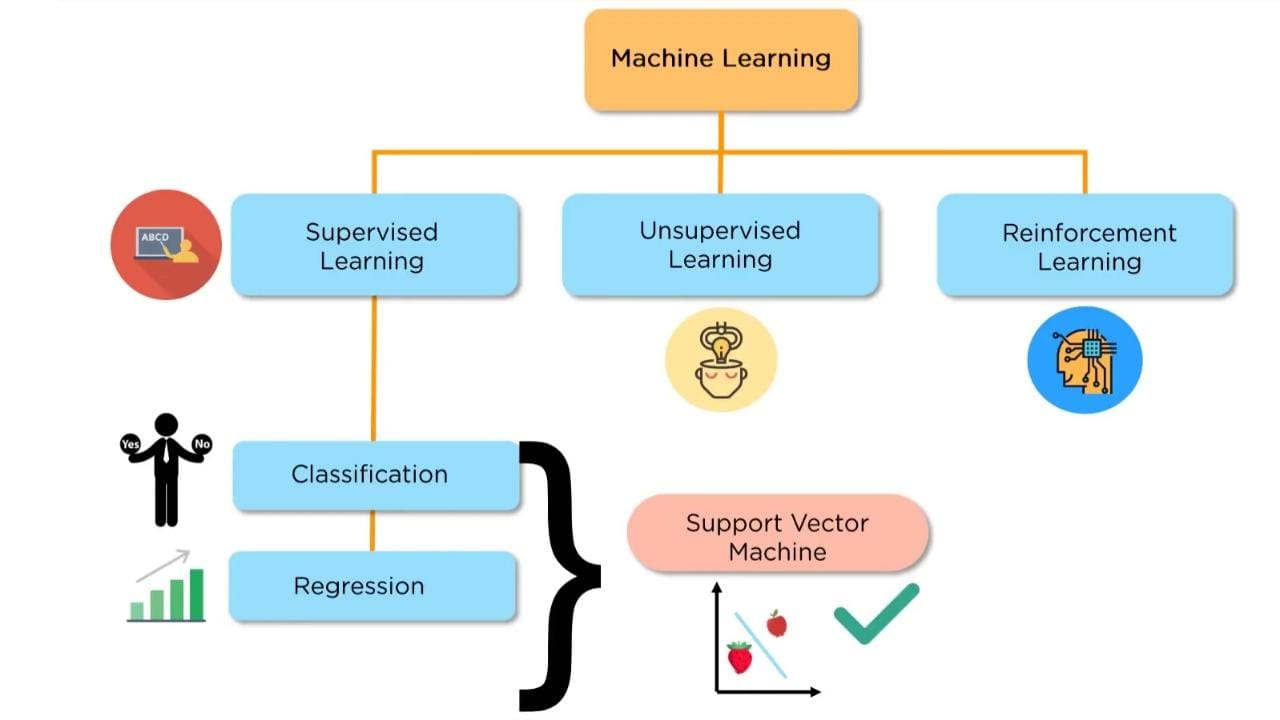 Machine Learning
ABCD
Supervised
Learning
Unsupervised
Learning
Reinforcement
Learning
Yes
No
Classification
Regression
Support Vector
Machine